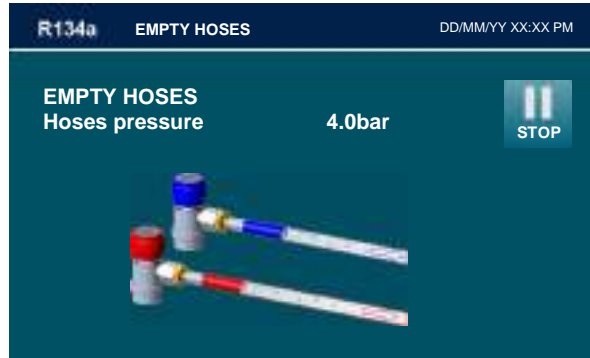 R134a EMPTY HOSES DD/MM/YY XX:XX PM
EMPTY HOSES
Hoses pressure 4.0bar
STOP